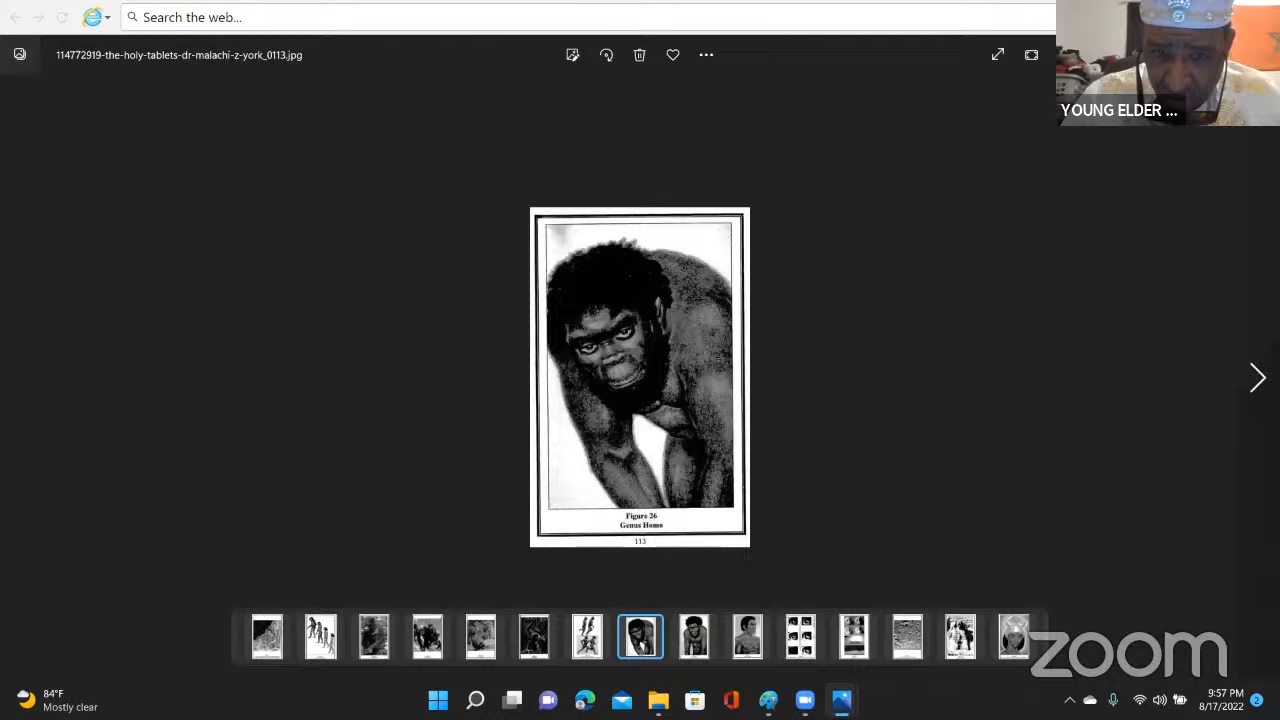 Search the web...
114772919-the-holy-tablets-dr-malachi-z-york_0113.jpg
YOUNG ELDER ...
Figure 26
Genus Homo
113
zoom
84°F
Mostly clear
9:57 PM
8/17/2022
2